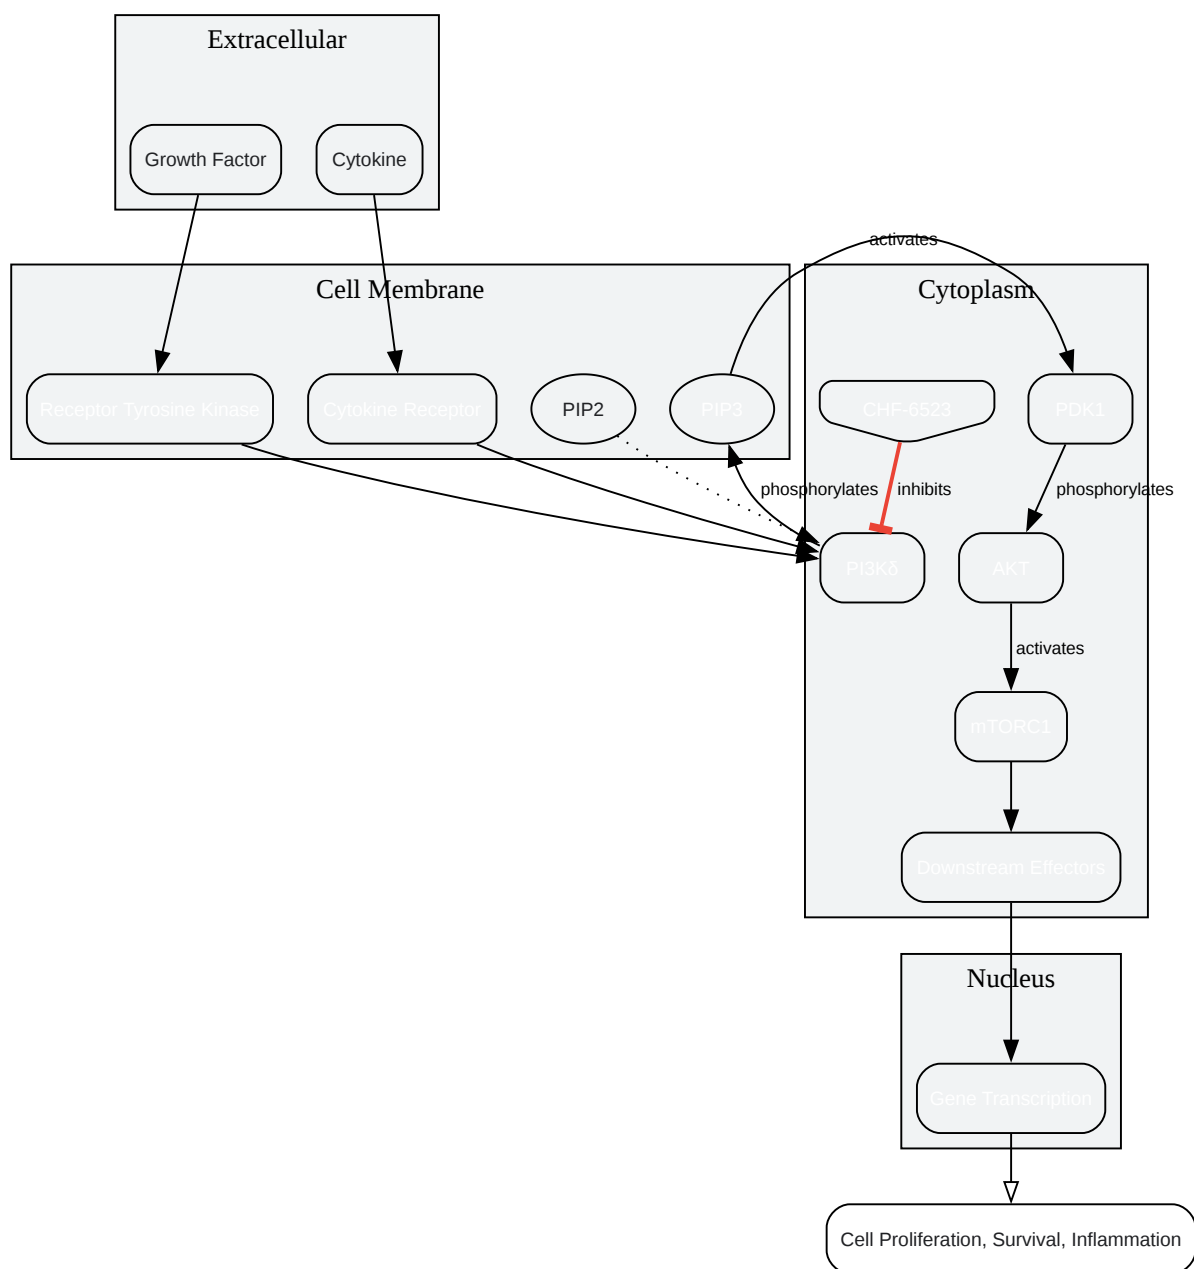 Extracellular
Growth Factor
Cytokine
activates
Cell Membrane
Cytoplasm
Receptor Tyrosine Kinase
Cytokine Receptor
PIP2
PIP3
CHF-6523
PDK1
phosphorylates
inhibits
phosphorylates
PI3Kδ
AKT
activates
mTORC1
Downstream Effectors
Nucleus
Gene Transcription
Cell Proliferation, Survival, Inflammation